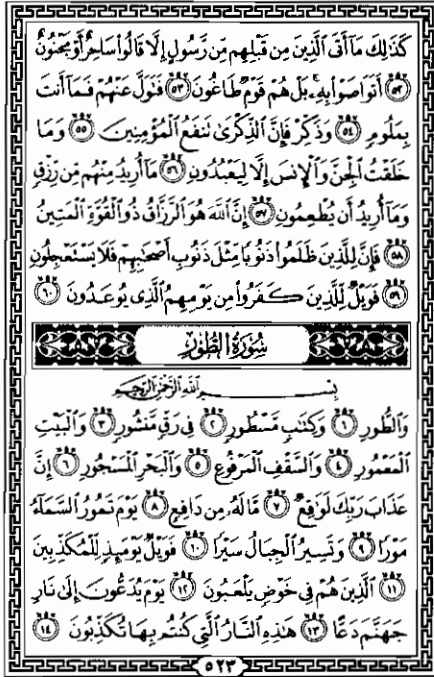 كَذَٰلِكَ مَآ أَتَى ٱلَّذِينَ مِن قَبْلِهِم مِّن رَّسُولٍ إِلَّا قَالُوا۟ سَاحِرٌ أَوْ مَجْنُونٌ
﴿٥٢﴾ أَتَوَاصَوْا۟ بِهِۦ ۚ بَلْ هُمْ قَوْمٌ طَاغُونَ ﴿٥٣﴾ فَتَوَلَّ عَنْهُمْ فَمَآ أَنتَ
بِمَلُومٍ ﴿٥٤﴾ وَذَكِّرْ فَإِنَّ ٱلذِّكْرَىٰ تَنفَعُ ٱلْمُؤْمِنِينَ ﴿٥٥﴾ وَمَا
خَلَقْتُ ٱلْجِنَّ وَٱلْإِنسَ إِلَّا لِيَعْبُدُونِ ﴿٥٦﴾ مَآ أُرِيدُ مِنْهُم مِّن رِّزْقٍ
وَمَآ أُرِيدُ أَن يُطْعِمُونِ ﴿٥٧﴾ إِنَّ ٱللَّهَ هُوَ ٱلرَّزَّاقُ ذُو ٱلْقُوَّةِ ٱلْمَتِينُ
﴿٥٨﴾ فَإِنَّ لِلَّذِينَ ظَلَمُوا۟ ذَنُوبًا مِّثْلَ ذَنُوبِ أَصْحَٰبِهِمْ فَلَا يَسْتَعْجِلُونِ
﴿٥٩﴾ فَوَيْلٌ لِّلَّذِينَ كَفَرُوا۟ مِن يَوْمِهِمُ ٱلَّذِى يُوعَدُونَ ﴿٦٠﴾
سُورَةُ الطُّورِ
بِسْمِ ٱللَّهِ ٱلرَّحْمَٰنِ ٱلرَّحِيمِ
وَٱلطُّورِ ﴿١﴾ وَكِتَٰبٍ مَّسْطُورٍ ﴿٢﴾ فِى رَقٍّ مَّنشُورٍ ﴿٣﴾ وَٱلْبَيْتِ
ٱلْمَعْمُورِ ﴿٤﴾ وَٱلسَّقْفِ ٱلْمَرْفُوعِ ﴿٥﴾ وَٱلْبَحْرِ ٱلْمَسْجُورِ ﴿٦﴾ إِنَّ
عَذَابَ رَبِّكَ لَوَٰقِعٌ ﴿٧﴾ مَّا لَهُۥ مِن دَافِعٍ ﴿٨﴾ يَوْمَ تَمُورُ ٱلسَّمَآءُ
مَوْرًا ﴿٩﴾ وَتَسِيرُ ٱلْجِبَالُ سَيْرًا ﴿١٠﴾ فَوَيْلٌ يَوْمَئِذٍ لِّلْمُكَذِّبِينَ
﴿١١﴾ ٱلَّذِينَ هُمْ فِى خَوْضٍ يَلْعَبُونَ ﴿١٢﴾ يَوْمَ يُدَعُّونَ إِلَىٰ نَارِ
جَهَنَّمَ دَعًّا ﴿١٣﴾ هَٰذِهِ ٱلنَّارُ ٱلَّتِى كُنتُم بِهَا تُكَذِّبُونَ ﴿١٤﴾
٥٢٣